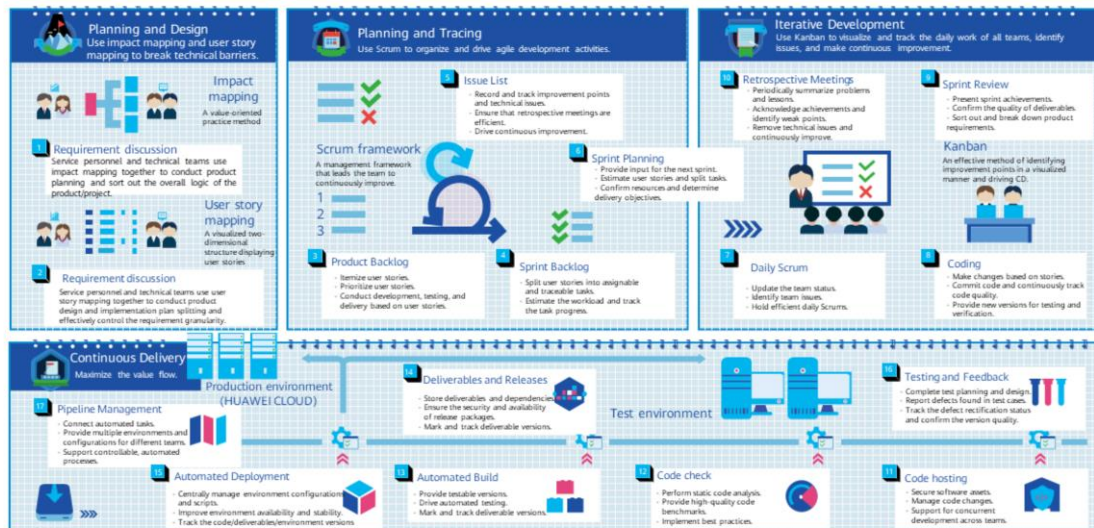 Planning and Design
Use impact mapping and user story
mapping to break technical barriers.
Impact
mapping
A value-oriented
practice method
1
Requirement discussion
Service personnel and technical teams use
impact mapping together to conduct product
planning and sort out the overall logic of the
product/project.
User story
mapping
A visualized two-
dimensional
structure displaying
user stories
2
Requirement discussion
Service personnel and technical teams use user
story mapping together to conduct product
design and implementation plan splitting and
effectively control the requirement granularity.
Planning and Tracing
Use Scrum to organize and drive agile development activities.
5
Issue List
- Record and track improvement points
and technical issues.
- Ensure that retrospective meetings are
efficient.
- Drive continuous improvement.
Scrum framework
A management framework
that leads the team to
continuously improve.
1
2
3
6
Sprint Planning
- Provide input for the next sprint.
- Estimate user stories and split tasks.
- Confirm resources and determine
delivery objectives.
3
Product Backlog
- Itemize user stories.
- Prioritize user stories.
- Conduct development, testing, and
delivery based on user stories.
4
Sprint Backlog
- Split user stories into assignable
and traceable tasks.
- Estimate the workload and track
the task progress.
Iterative Development
Use Kanban to visualize and track the daily work of all teams, identify
issues, and make continuous improvement.
10
Retrospective Meetings
- Periodically summarize problems
and lessons.
- Acknowledge achievements and
identify weak points.
- Remove technical issues and
continuously improve.
9
Sprint Review
- Present sprint achievements.
- Confirm the quality of deliverables.
- Sort out and break down product
requirements.
Kanban
An effective method of identifying
improvement points in a visualized
manner and driving CD.
7
Daily Scrum
- Update the team status.
- Identify team issues.
- Hold efficient daily Scrums.
8
Coding
- Make changes based on stories.
- Commit code and continuously track
code quality.
- Provide new versions for testing and
verification.
Continuous Delivery
Maximize the value flow.
Production environment
(HUAWEI CLOUD)
17
Pipeline Management
- Connect automated tasks.
- Provide multiple environments and
configurations for different teams.
- Support controllable, automated
processes.
14
Deliverables and Releases
- Store deliverables and dependencies.
- Ensure the security and availability
of release packages.
- Mark and track deliverable versions.
Test environment
16
Testing and Feedback
- Complete test planning and design.
- Report defects found in test cases.
- Track the defect rectification status
and confirm the version quality.
15
Automated Deployment
- Centrally manage environment configurations
and scripts.
- Improve environment availability and stability.
- Track the code/deliverables/environment versions
13
Automated Build
- Provide testable versions.
- Drive automated testing.
- Mark and track deliverable versions.
12
Code check
- Perform static code analysis.
- Provide high-quality code
benchmarks.
- Implement best practices.
11
Code hosting
- Secure software assets.
- Manage code changes.
- Support for concurrent
development across teams.